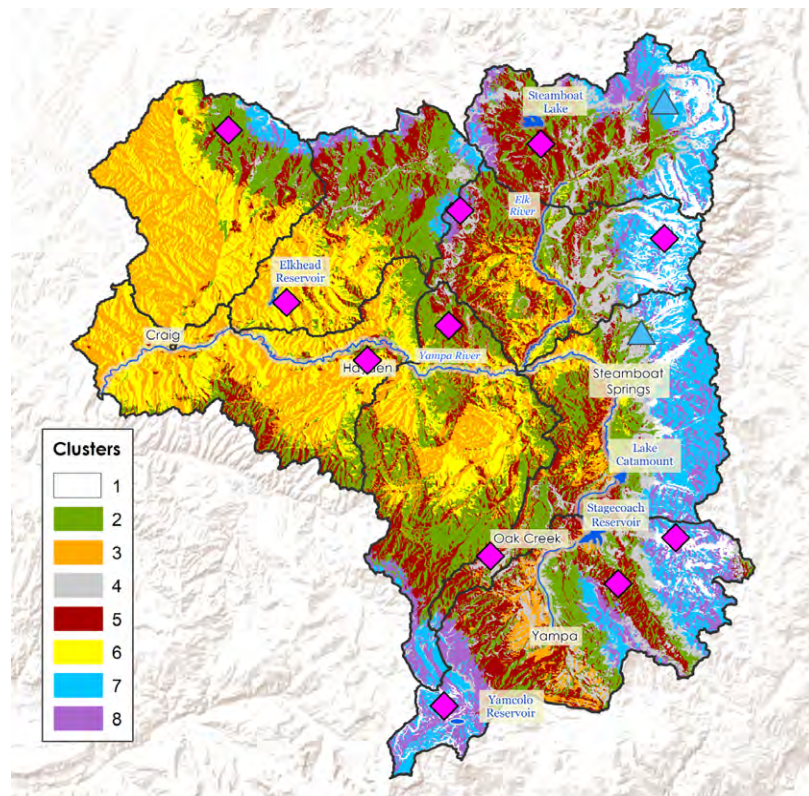 Steamboat
Lake
Elk
River
Elkhead
Reservoir
Craig
Yampa River
Steamboat
Springs
Lake
Catamount
Stagecoach
Reservoir
Oak Creek
Yampa
Yamcolo
Reservoir
Clusters
1
2
3
4
5
6
7
8